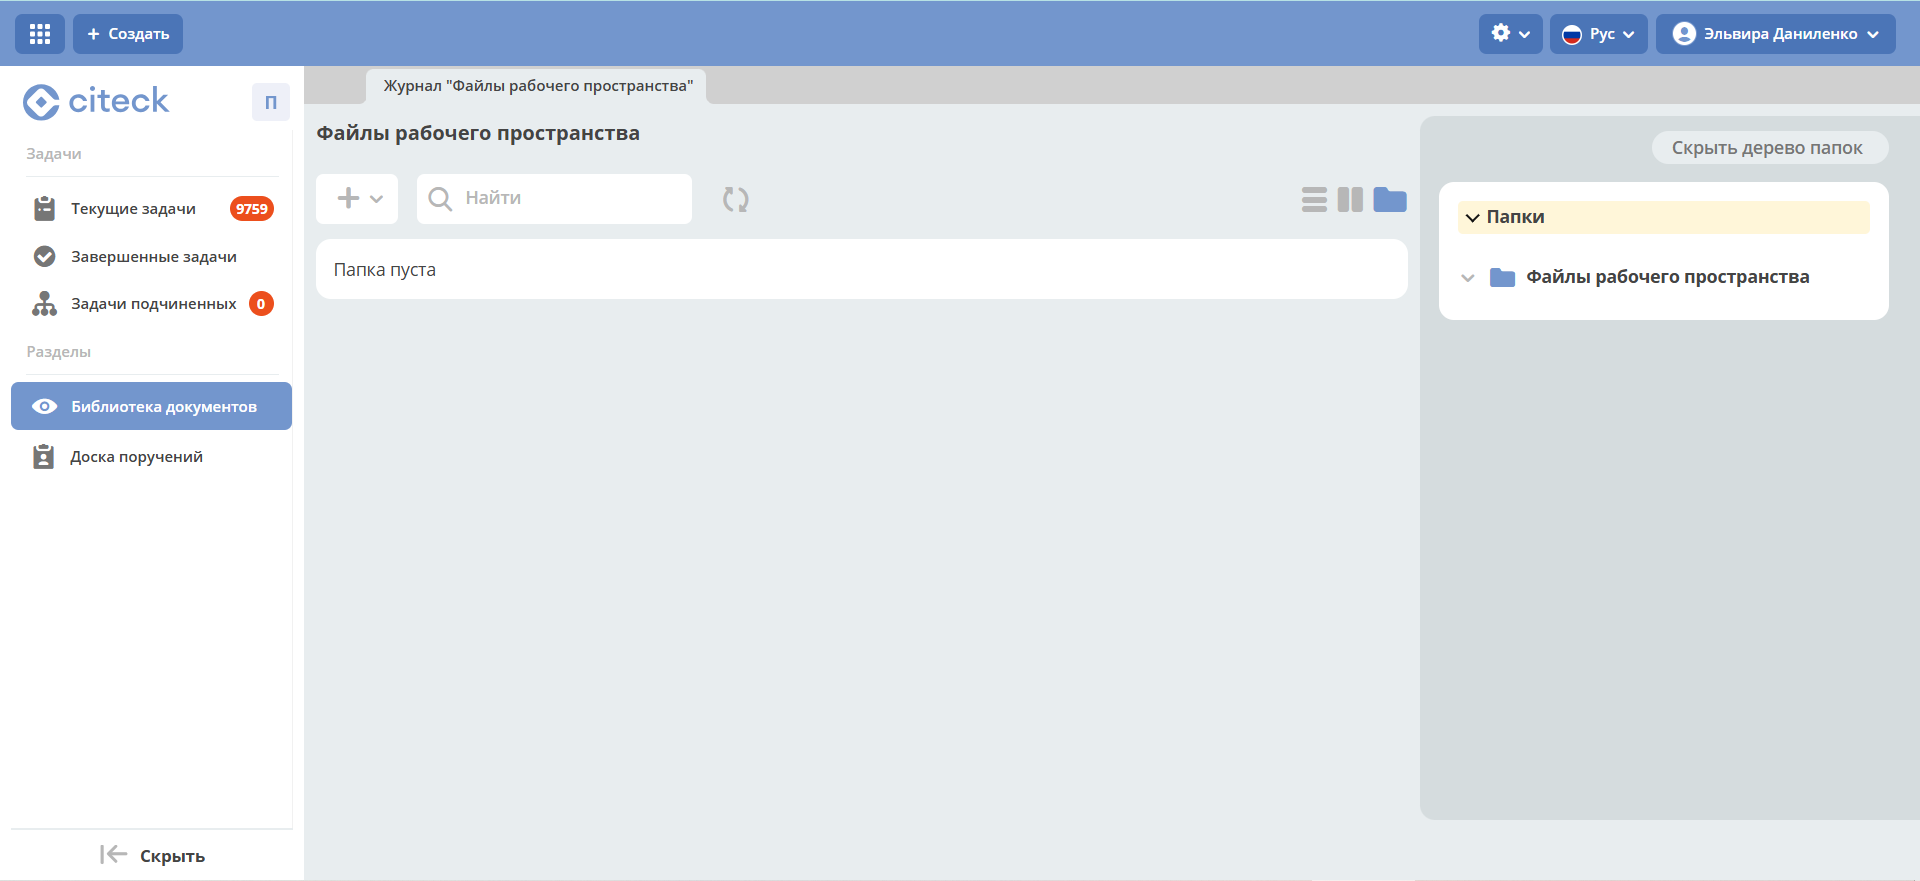 Создать
Рус
Эльвира Даниленко
citeck
П
Журнал "Файлы рабочего пространства"
Задачи
Текущие задачи 9759
Завершенные задачи
Задачи подчиненных 0
Разделы
Библиотека документов
Доска поручений
Скрыть
Файлы рабочего пространства
Найти
Папка пуста
Скрыть дерево папок
Папки
Файлы рабочего пространства